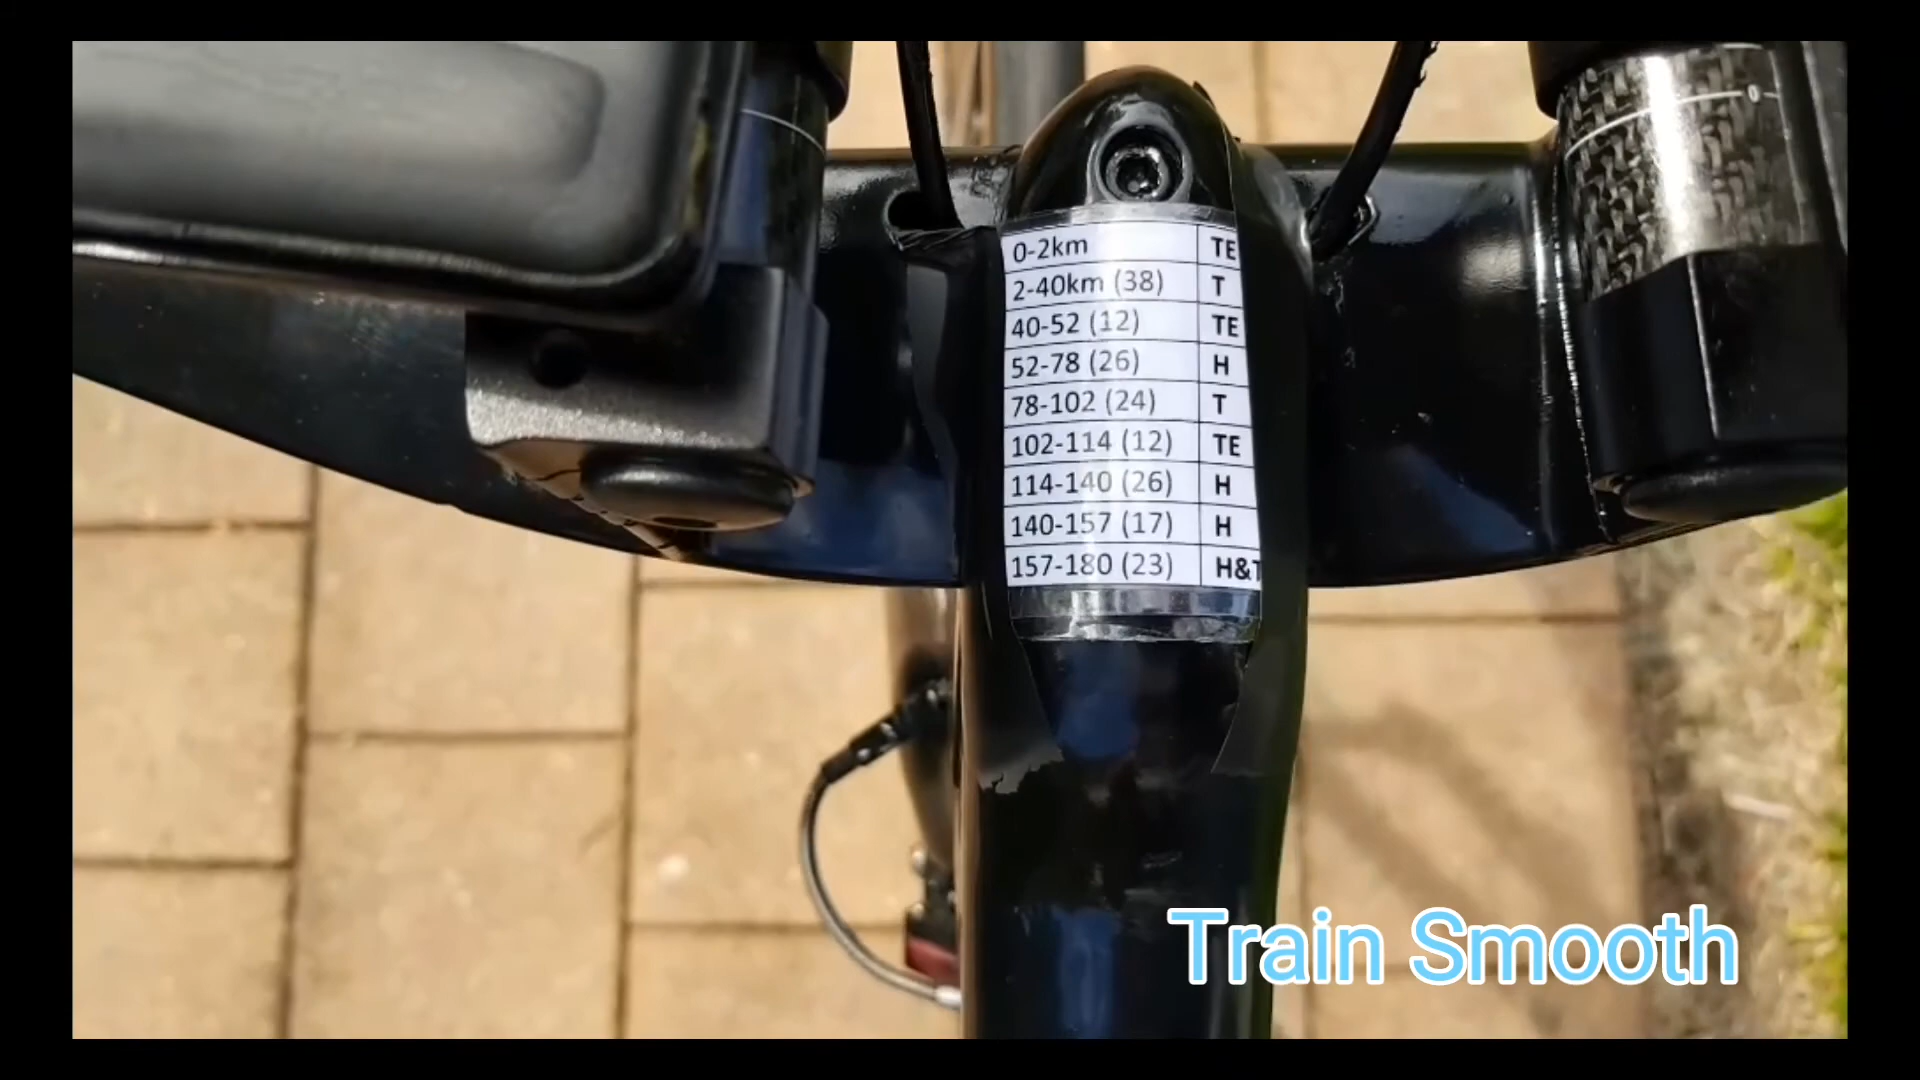 0
0-2km TE
2-40km (38) T
40-52 (12) TE
52-78 (26) H
78-102 (24) T
102-114 (12) TE
114-140 (26) H
140-157 (17) H
157-180 (23) H&T
Train Smooth